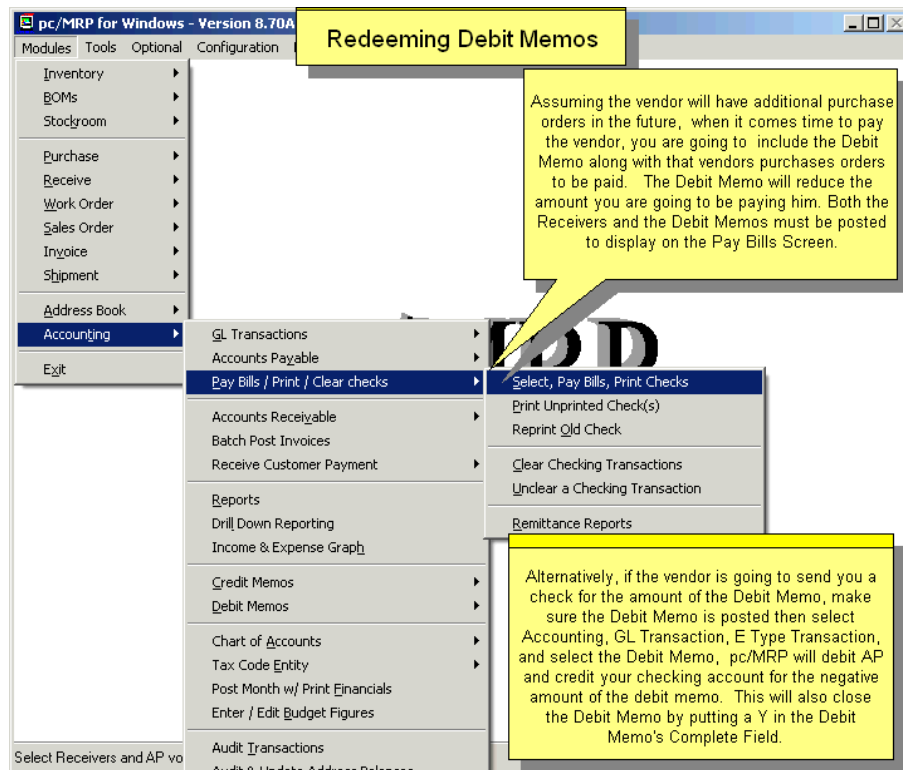 pc/MRP for Windows - Version 8.70A
Redeeming Debit Memos
Modules Tools Optional Configuration
Inventory
BOMs
Stockroom
Purchase
Receive
Work Order
Sales Order
Invoice
Shipment
Address Book
Accounting
Exit
Assuming the vendor will have additional purchase
orders in the future, when it comes time to pay
the vendor, you are going to include the Debit
Memo along with that vendors purchases orders
to be paid. The Debit Memo will reduce the
amount you are going to be paying him. Both the
Receivers and the Debit Memos must be posted
to display on the Pay Bills Screen.
GL Transactions
Accounts Payable
Pay Bills / Print / Clear checks
Accounts Receivable
Batch Post Invoices
Receive Customer Payment
Reports
Drill Down Reporting
Income & Expense Graph
Credit Memos
Debit Memos
Chart of Accounts
Tax Code Entity
Post Month w/ Print Financials
Enter / Edit Budget Figures
Audit Transactions
Audit & Update Address Balances
Select, Pay Bills, Print Checks
Print Unprinted Check(s)
Reprint Old Check
Clear Checking Transactions
Unclear a Checking Transaction
Remittance Reports
Alternatively, if the vendor is going to send you a
check for the amount of the Debit Memo, make
sure the Debit Memo is posted then select
Accounting, GL Transaction, E Type Transaction,
and select the Debit Memo, pc/MRP will debit AP
and credit your checking account for the negative
amount of the debit memo. This will also close
the Debit Memo by putting a Y in the Debit
Memo's Complete Field.
Select Receivers and AP vo